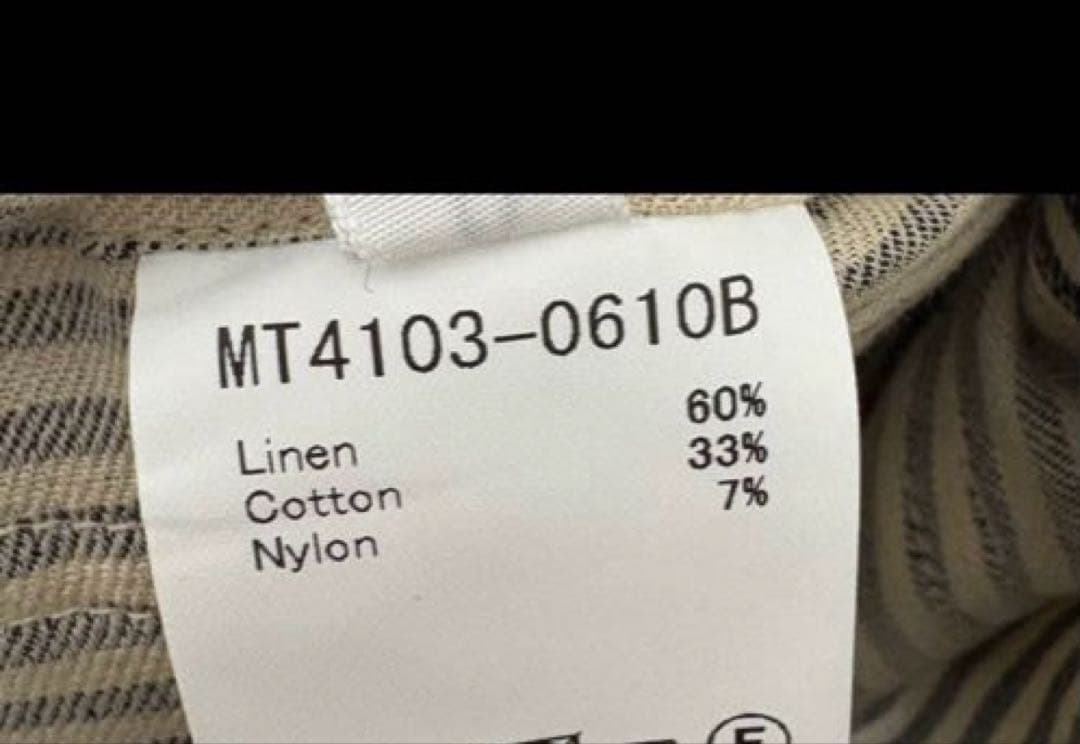 MT4103-0610B
Linen 60%
Cotton 33%
Nylon 7%
F